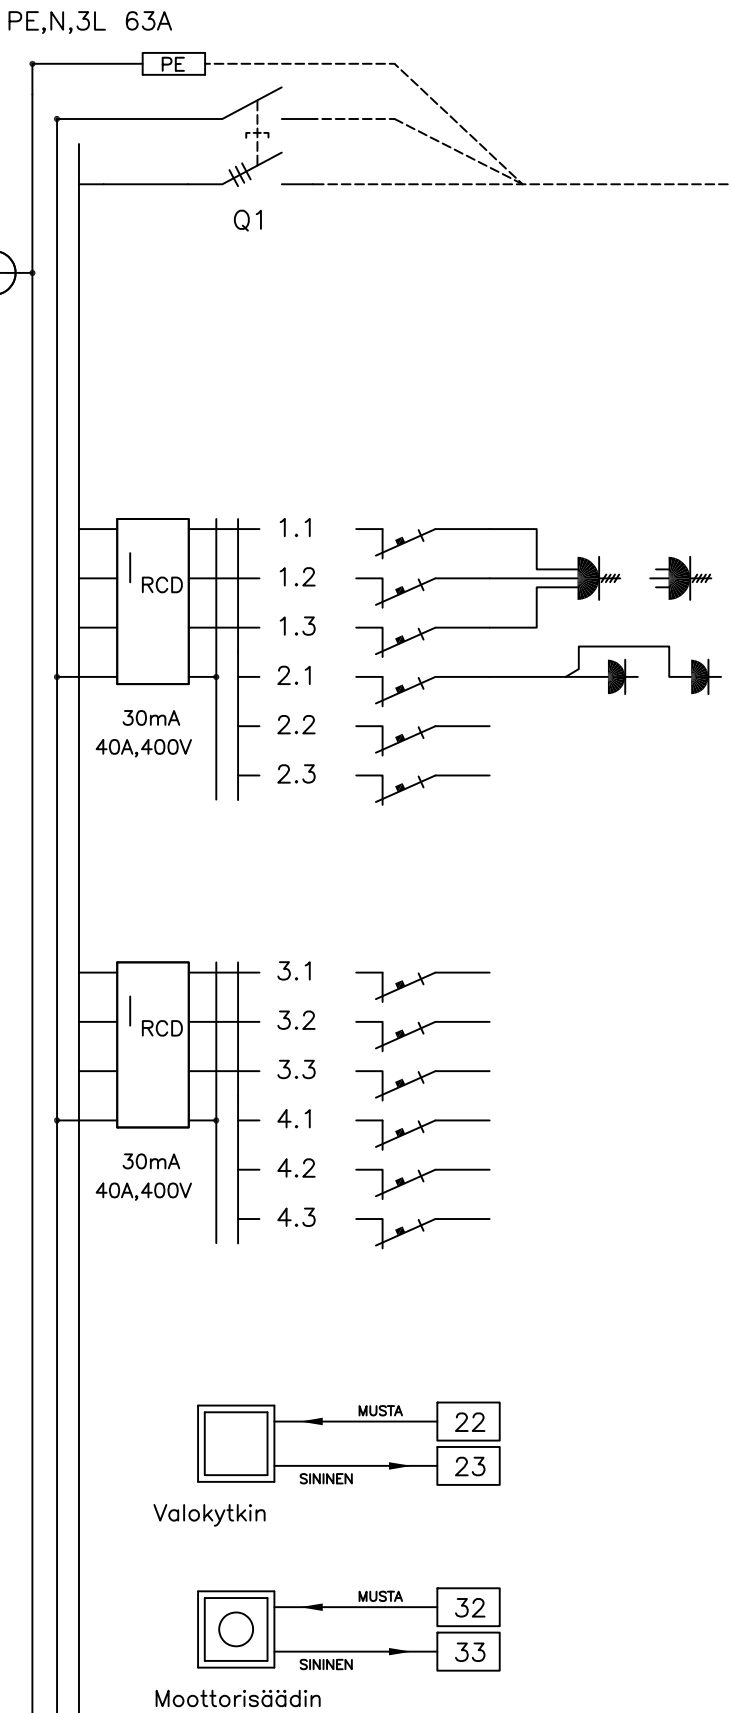 PE,N,3L 63A
PE
Q1
1.1
1.2
I RCD
1.3
2.1
30mA
40A,400V
2.2
2.3
3.1
3.2
I RCD
3.3
4.1
30mA
40A,400V
4.2
4.3
MUSTA
22
23
SININEN
Valokytkin
MUSTA
32
33
SININEN
Moottorisäädin